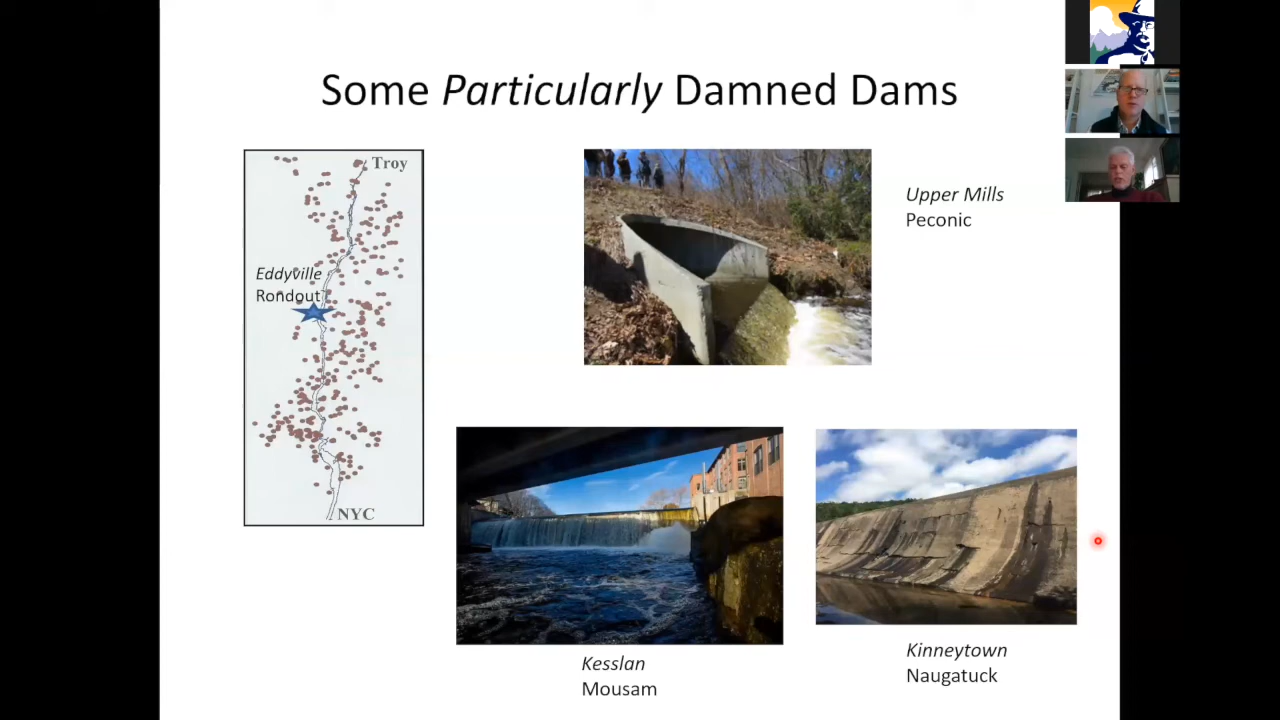 Some Particularly Damned Dams
Troy
Eddyville
Rondout
NYC
Upper Mills
Peconic
Kesslan
Mousam
Kinneytown
Naugatuck